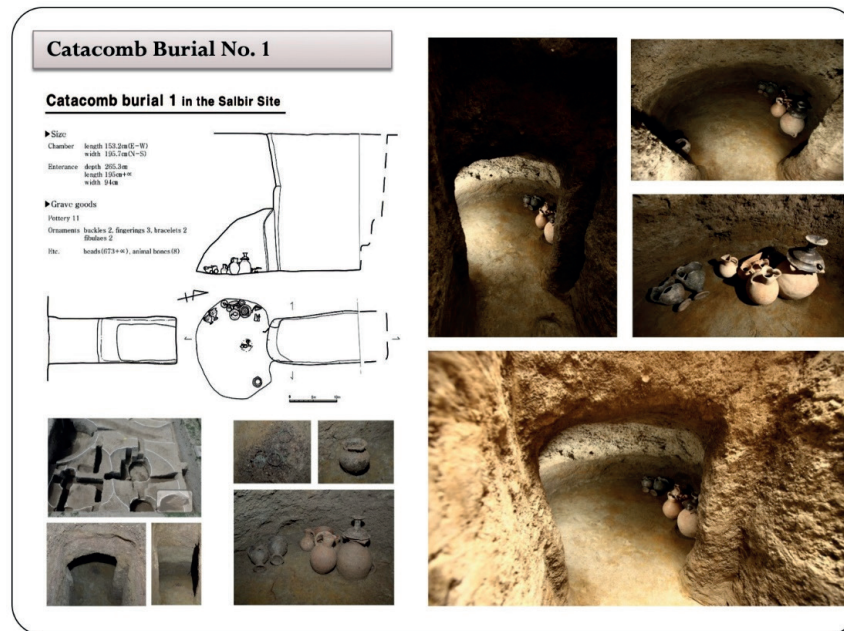 Catacomb Burial No. 1
Catacomb burial 1 in the Salbir Site
▶Size
Chamber length 153.2cm(E-W)
width 195.7cm(N-S)
Enterance depth 265.3cm
length 195cm+∝
width 94cm
▶Grave goods
Pottery 11
Ornaments backles 2, fingerings 3, bracelets 2
fibulaes 2
Etc. beads(673+∝), animal bones(8)